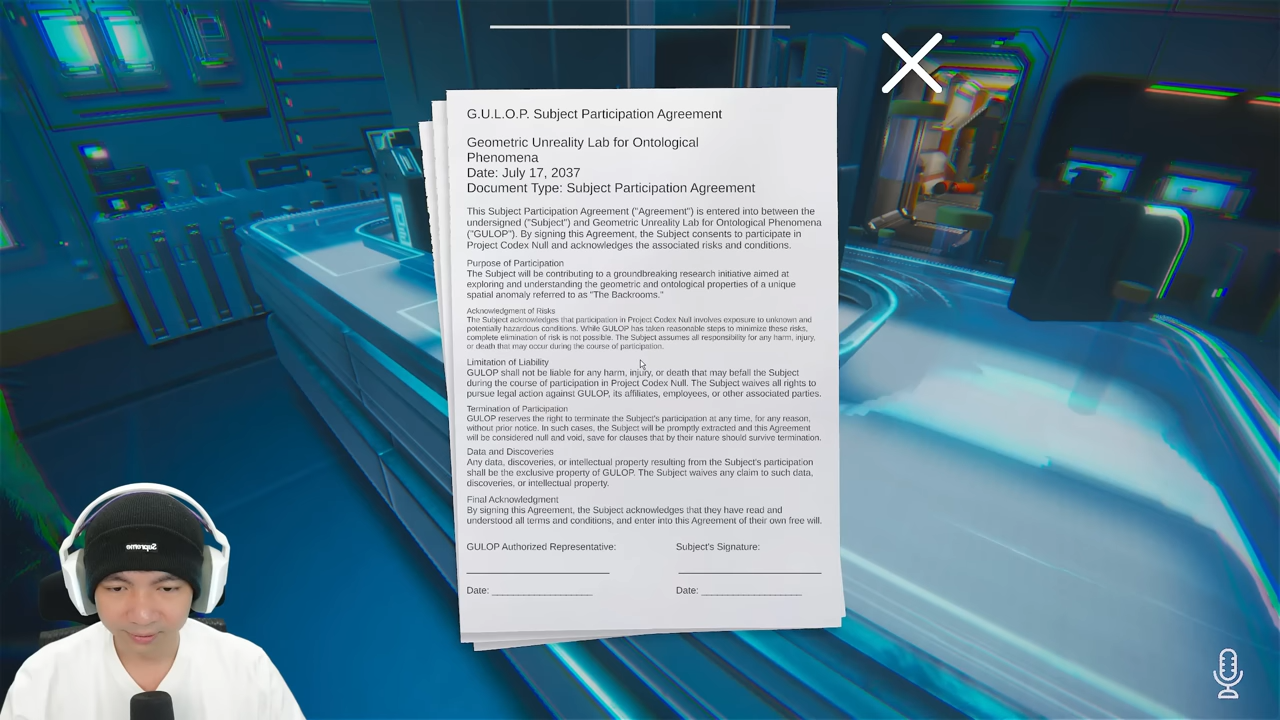 G.U.L.O.P. Subject Participation Agreement
Geometric Unreality Lab for Ontological
Phenomena
Date: July 17, 2037
Document Type: Subject Participation Agreement
This Subject Participation Agreement ("Agreement") is entered into between the
undersigned ("Subject") and Geometric Unreality Lab for Ontological Phenomena
("GULOP"). By signing this Agreement, the Subject consents to participate in
Project Codex Null and acknowledges the associated risks and conditions.
Purpose of Participation
The Subject will be contributing to a groundbreaking research initiative aimed at
exploring and understanding the geometric and ontological properties of a unique
spatial anomaly referred to as "The Backrooms."
Acknowledgment of Risks
The Subject acknowledges that participation in Project Codex Null involves exposure to unknown and
potentially hazardous conditions. While GULOP has taken reasonable steps to minimize these risks,
complete elimination of risk is not possible. The Subject assumes all responsibility for any harm, injury,
or death that may occur during the course of participation.
Limitation of Liability
GULOP shall not be liable for any harm, injury, or death that may befall the Subject
during the course of participation in Project Codex Null. The Subject waives all rights to
pursue legal action against GULOP, its affiliates, employees, or other associated parties.
Termination of Participation
GULOP reserves the right to terminate the Subject's participation at any time, for any reason,
without prior notice. In such cases, the Subject will be promptly extracted and this Agreement
will be considered null and void, save for clauses that by their nature should survive termination.
Data and Discoveries
Any data, discoveries, or intellectual property resulting from the Subject's participation
shall be the exclusive property of GULOP. The Subject waives any claim to such data,
discoveries, or intellectual property.
Final Acknowledgment
By signing this Agreement, the Subject acknowledges that they have read and
understood all terms and conditions, and enter into this Agreement of their own free will.
GULOP Authorized Representative: Subject's Signature:
Date: Date:
Supreme